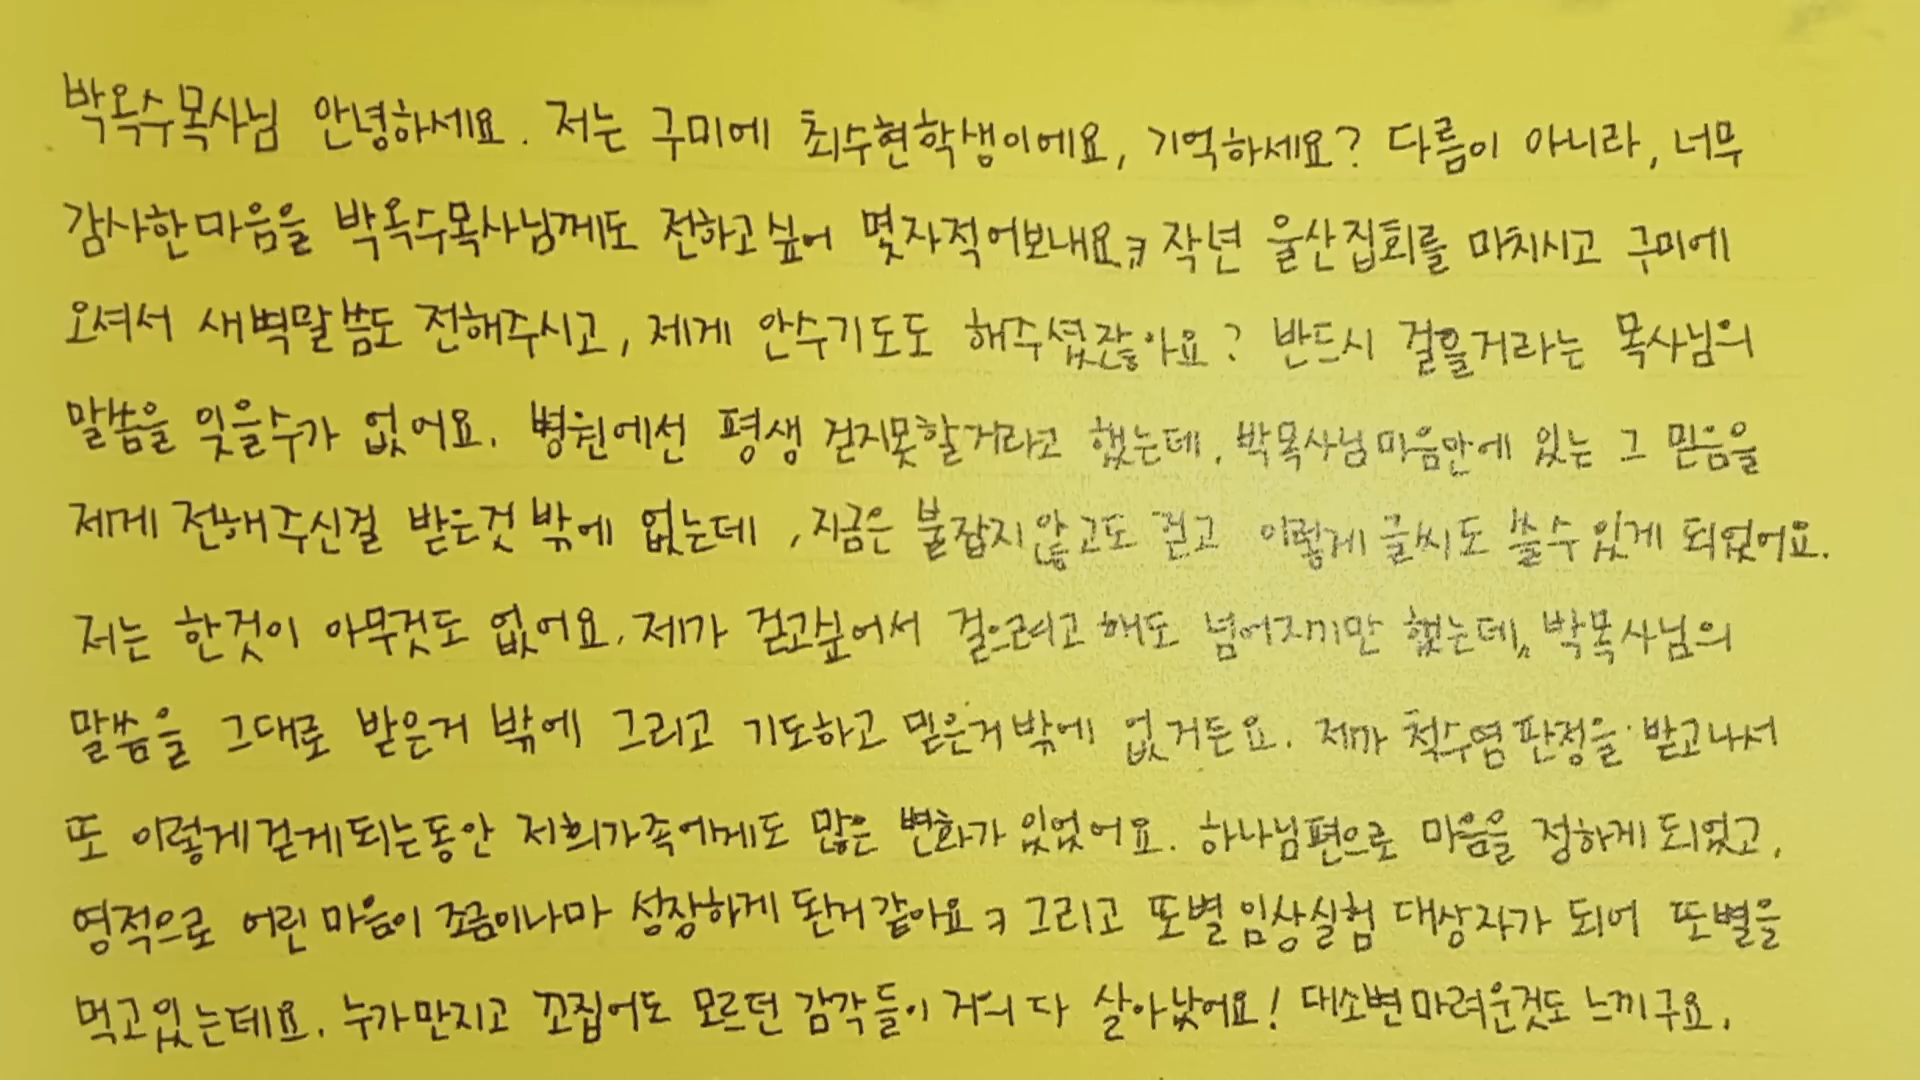 박옥수목사님 안녕하세요. 저는 구미에 최수현학생이에요, 기억하세요? 다름이 아니라, 너무
감사한마음을 박옥수목사님께도 전하고싶어 몇자적어보내요.ㅋ 작년 울산집회를 마치시고 구미에
오셔서 새벽말씀도 전해주시고, 제게 안수기도도 해주셨잖아요? 반드시 걸을거라는 목사님의
말씀을 잊을수가 없어요. 병원에선 평생 걷지못할거라고 했는데, 박목사님마음안에 있는 그 믿음을
제게 전해주신걸 받은것 밖에 없는데, 지금은 붙잡지않고도 걷고 이렇게 글씨도 쓸수있게 되었어요.
저는 한것이 아무것도 없어요. 제가 걷고싶어서 걸으려고해도 넘어지기만 했는데, 박목사님의
말씀을 그대로 받은거 밖에 그리고 기도하고 믿은거밖에 없거든요. 제가 척수염판정을 받고나서
또 이렇게걷게되는동안 저희가족에게도 많은 변화가있었어요. 하나님편으로 마음을 정하게되었고,
영적으로 어린마음이 조금이나마 성장하게 된거같아요ㅋ 그리고 또별임상실험 대상자가 되어 또별을
먹고있는데요. 누가만지고 꼬집어도 모르던 감각들이 거의 다 살아났어요! 대소변마려운것도느끼구요.